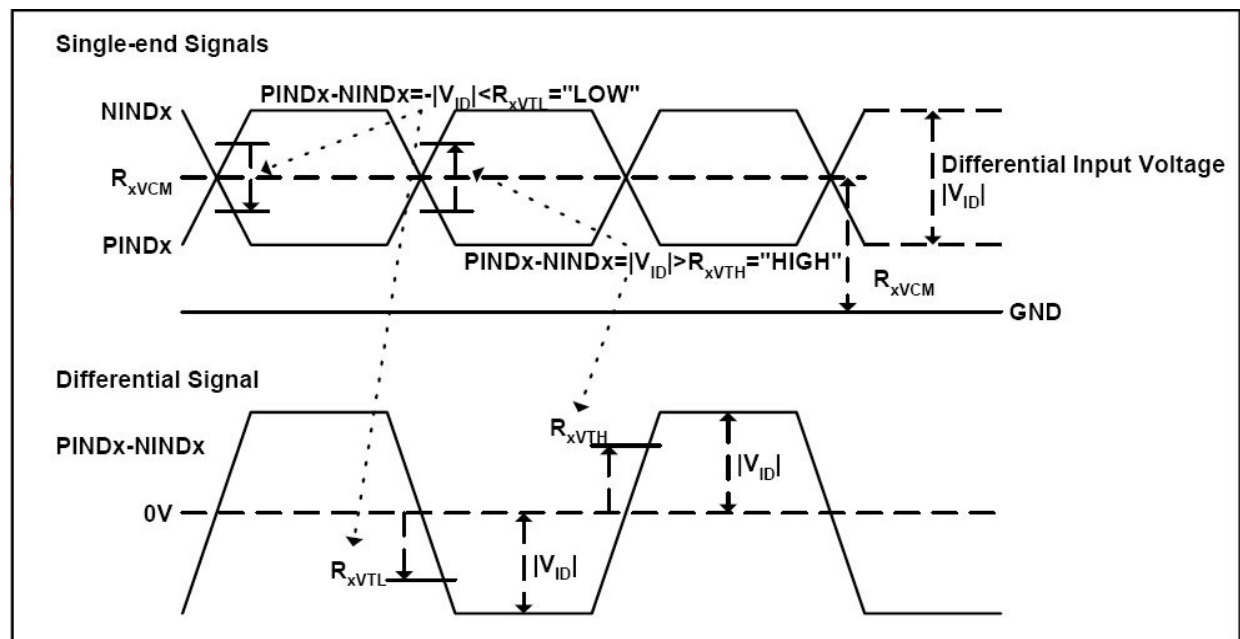 Single-end Signals
PINDx-NINDx=-|VID|<RxVTL="LOW"
NINDx
RxVCM
Differential Input Voltage
|VID|
PINDx
PINDx-NINDx=|VID|>RxVTH="HIGH"
RxVCM
GND
Differential Signal
RxVTH
PINDx-NINDx
|VID|
0V
RxVTL
|VID|